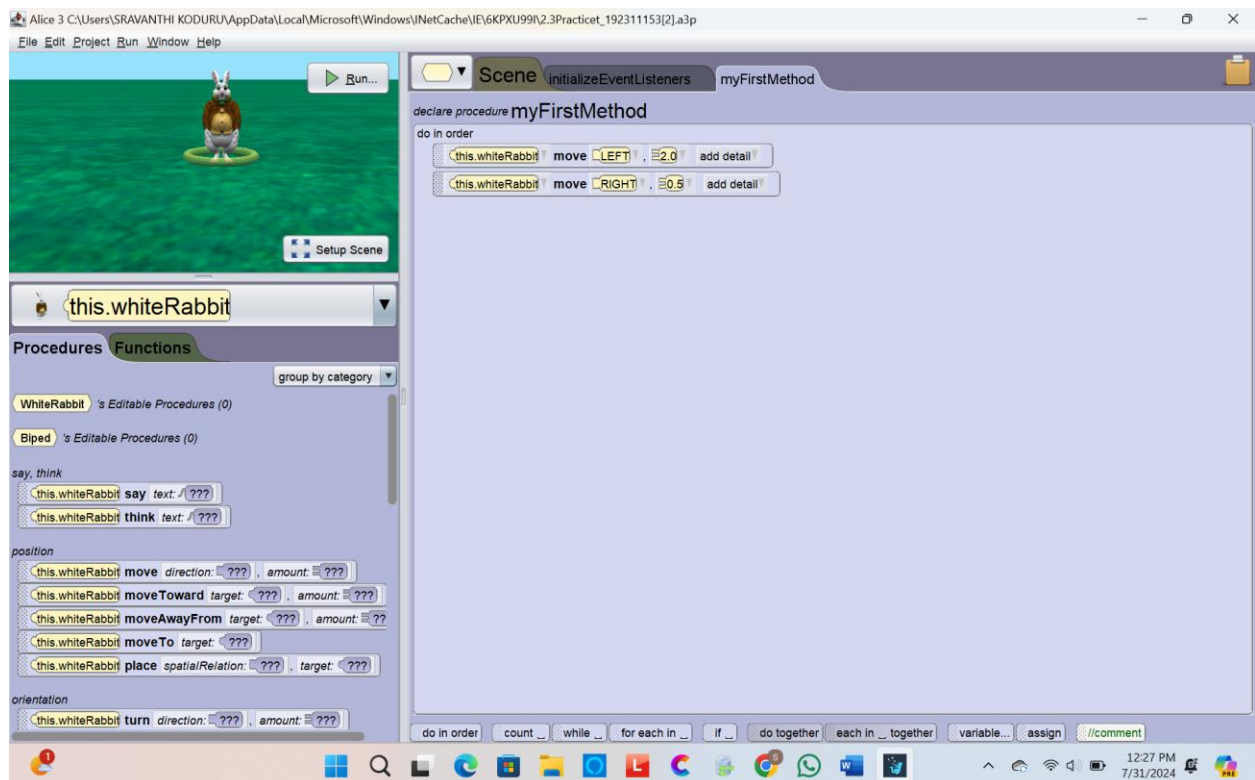 Alice 3 C:\Users\SRAVANTHI KODURU\AppData\Local\Microsoft\Windows\INetCache\IE\6KPXU99I\2.3Practicet_192311153[2].a3p
File Edit Project Run Window Help
Run...
Setup Scene
this.whiteRabbit
Procedures Functions
group by category
WhiteRabbit 's Editable Procedures (0)
Biped 's Editable Procedures (0)
say, think
this.whiteRabbit say text: ???
this.whiteRabbit think text: ???
position
this.whiteRabbit move direction: ??? , amount: ???
this.whiteRabbit moveToward target: ??? , amount: ???
this.whiteRabbit moveAwayFrom target: ??? , amount: ??
this.whiteRabbit moveTo target: ???
this.whiteRabbit place spatialRelation: ??? , target: ???
orientation
this.whiteRabbit turn direction: ??? , amount: ???
Scene initializeEventListeners myFirstMethod
declare procedure myFirstMethod
do in order
this.whiteRabbit move LEFT , 2.0 add detail
this.whiteRabbit move RIGHT , 0.5 add detail
do in order count _ while _ for each in _ if _ do together each in _ together variable... assign //comment
12:27 PM
7/31/2024